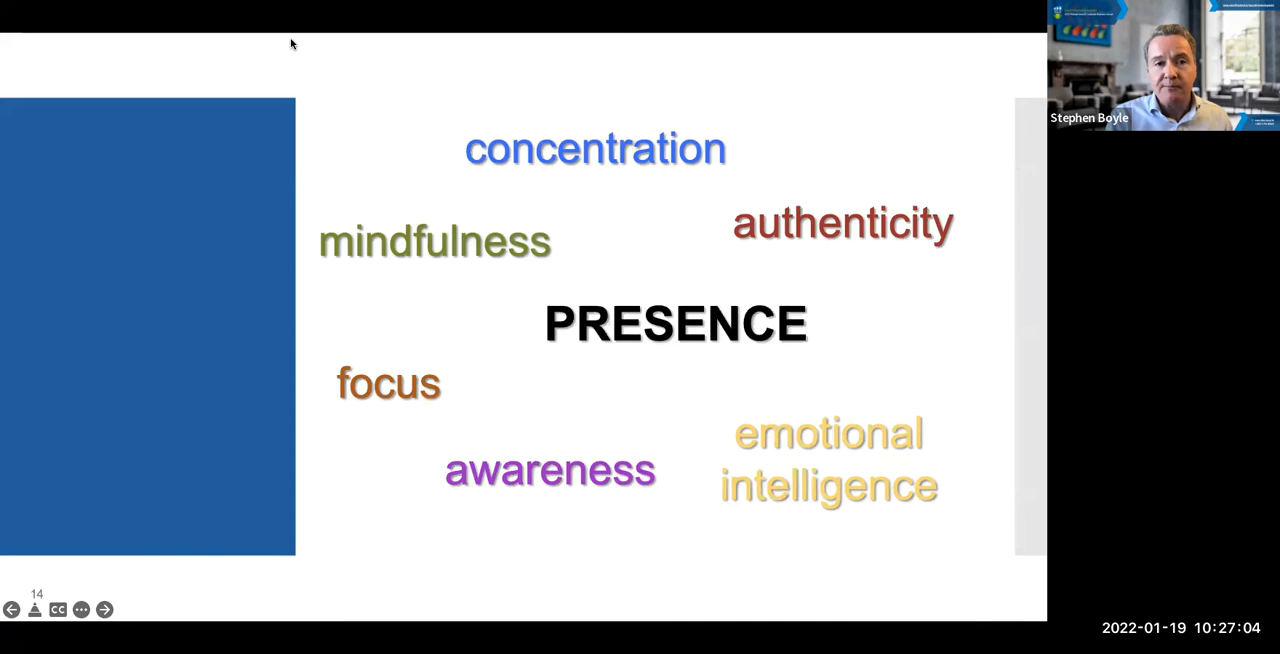 concentration
authenticity
mindfulness
PRESENCE
focus
emotional
intelligence
awareness
14
CC
Stephen Boyle
2022-01-19 10:27:04